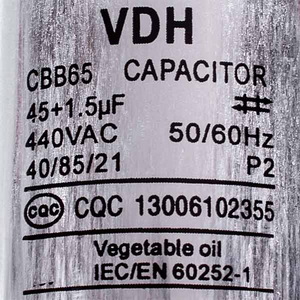 VDH
CBB65 CAPACITOR
45+1.5µF
440VAC 50/60Hz
40/85/21 P2
CQC CQC 13006102355
Vegetable oil
IEC/EN 60252-1